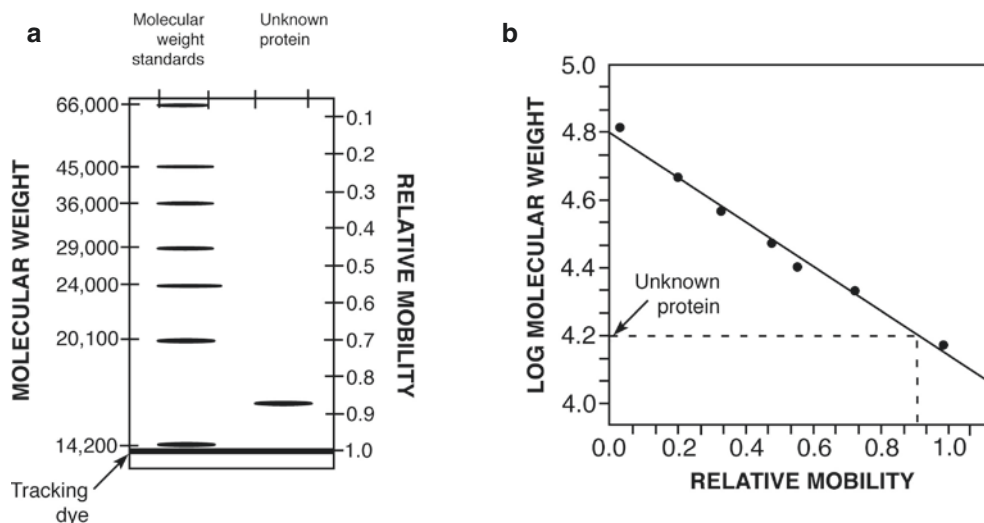 a
Molecular
weight
standards
Unknown
protein
MOLECULAR WEIGHT
66,000
45,000
36,000
29,000
24,000
20,100
14,200
Tracking
dye
0.1
0.2
0.3
0.4
0.5
0.6
0.7
0.8
0.9
1.0
RELATIVE MOBILITY
b
LOG MOLECULAR WEIGHT
5.0
4.8
4.6
4.4
4.2
4.0
Unknown
protein
0.0 0.2 0.4 0.6 0.8 1.0
RELATIVE MOBILITY